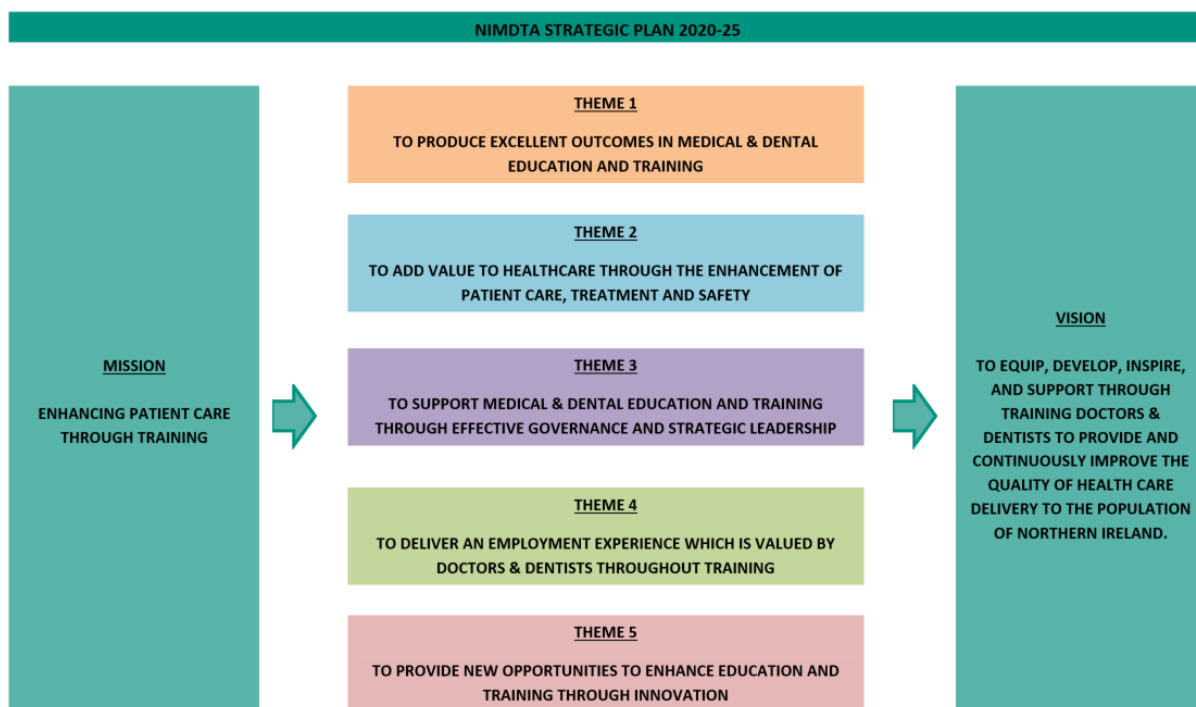 NIMDTA STRATEGIC PLAN 2020-25
MISSION
ENHANCING PATIENT CARE
THROUGH TRAINING
THEME 1
TO PRODUCE EXCELLENT OUTCOMES IN MEDICAL & DENTAL
EDUCATION AND TRAINING
THEME 2
TO ADD VALUE TO HEALTHCARE THROUGH THE ENHANCEMENT OF
PATIENT CARE, TREATMENT AND SAFETY
THEME 3
TO SUPPORT MEDICAL & DENTAL EDUCATION AND TRAINING
THROUGH EFFECTIVE GOVERNANCE AND STRATEGIC LEADERSHIP
THEME 4
TO DELIVER AN EMPLOYMENT EXPERIENCE WHICH IS VALUED BY
DOCTORS & DENTISTS THROUGHOUT TRAINING
THEME 5
TO PROVIDE NEW OPPORTUNITIES TO ENHANCE EDUCATION AND
TRAINING THROUGH INNOVATION
VISION
TO EQUIP, DEVELOP, INSPIRE,
AND SUPPORT THROUGH
TRAINING DOCTORS &
DENTISTS TO PROVIDE AND
CONTINUOUSLY IMPROVE THE
QUALITY OF HEALTH CARE
DELIVERY TO THE POPULATION
OF NORTHERN IRELAND.